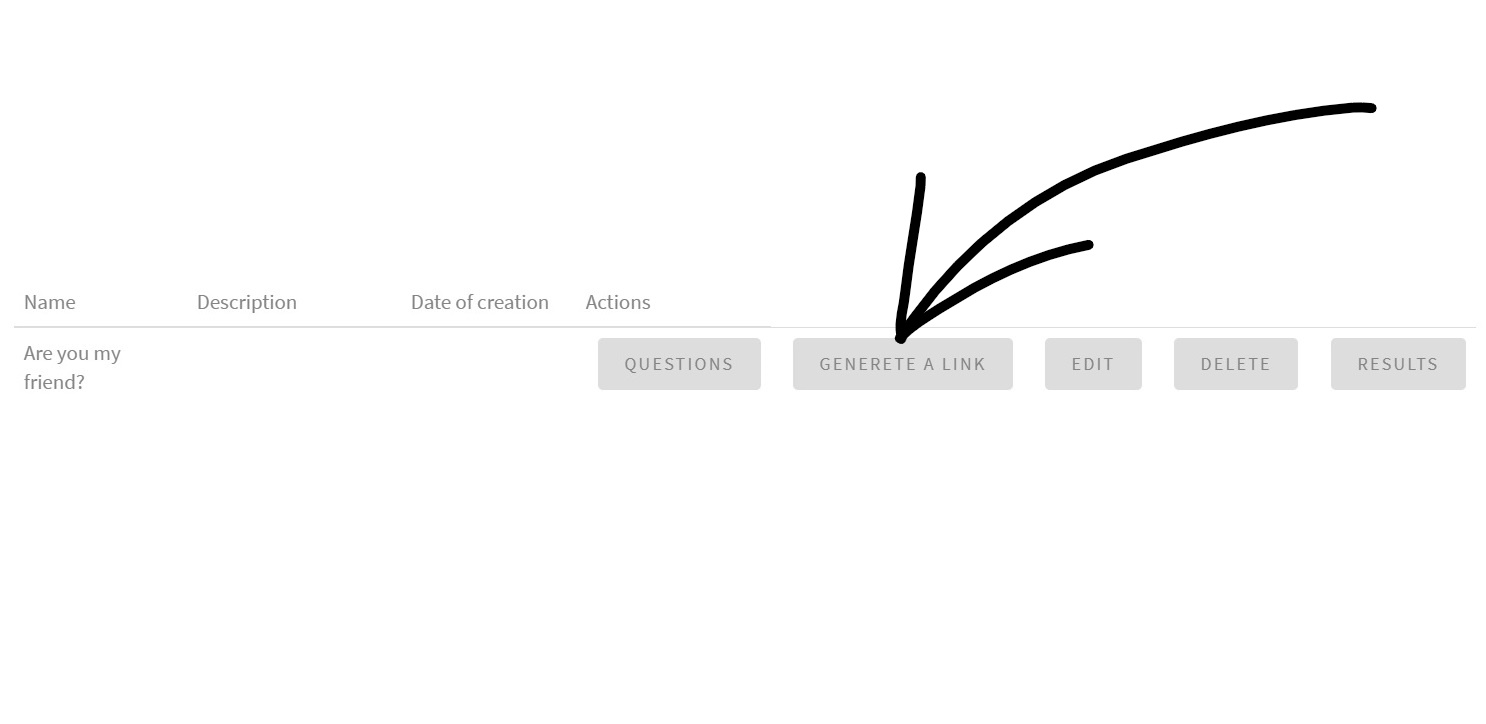 Name Description Date of creation Actions
Are you my
friend?
QUESTIONS GENERETE A LINK EDIT DELETE RESULTS